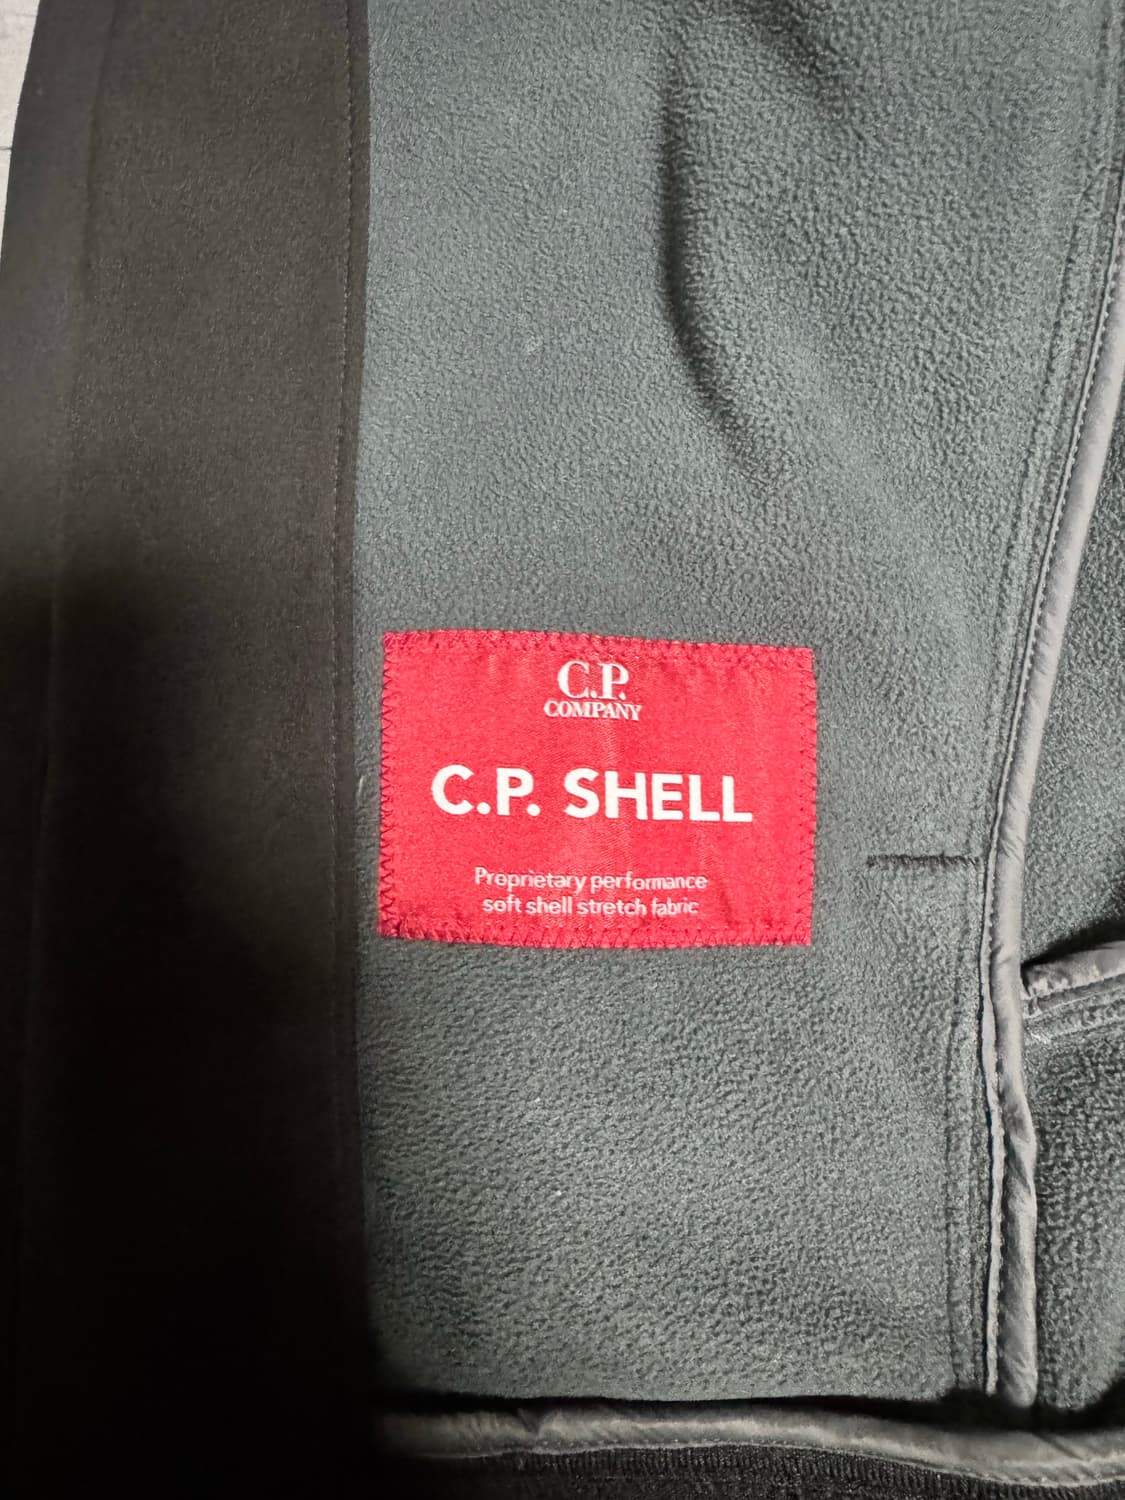 C.P.
COMPANY
C.P. SHELL
Proprietary performance
soft shell stretch fabric